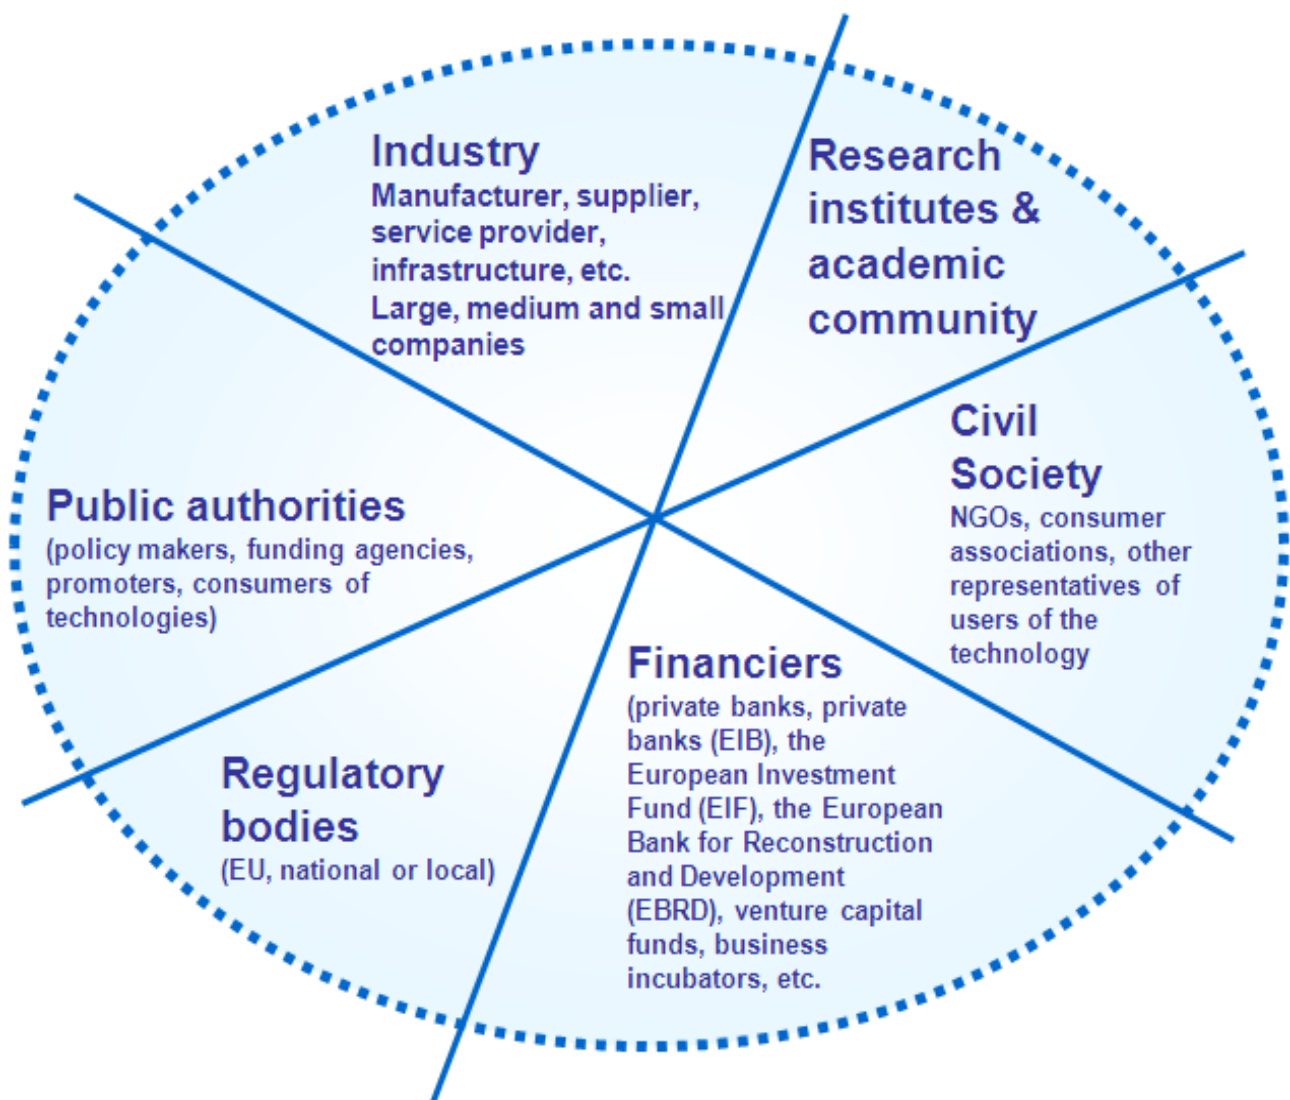 Industry
Manufacturer, supplier,
service provider,
infrastructure, etc.
Large, medium and small
companies
Research
institutes &
academic
community
Civil
Society
NGOs, consumer
associations, other
representatives of
users of the
technology
Public authorities
(policy makers, funding agencies,
promoters, consumers of
technologies)
Financiers
(private banks, private
banks (EIB), the
European Investment
Fund (EIF), the European
Bank for Reconstruction
and Development
(EBRD), venture capital
funds, business
incubators, etc.
Regulatory
bodies
(EU, national or local)